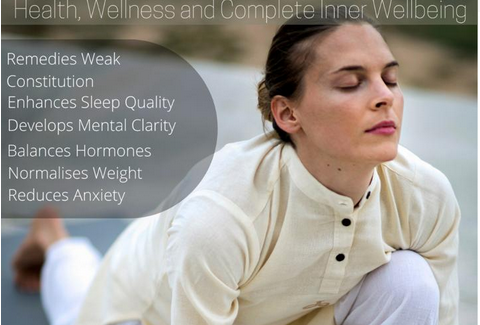 Health, Wellness and Complete Inner Wellbeing
Remedies Weak
Constitution
Enhances Sleep Quality
Develops Mental Clarity
Balances Hormones
Normalises Weight
Reduces Anxiety